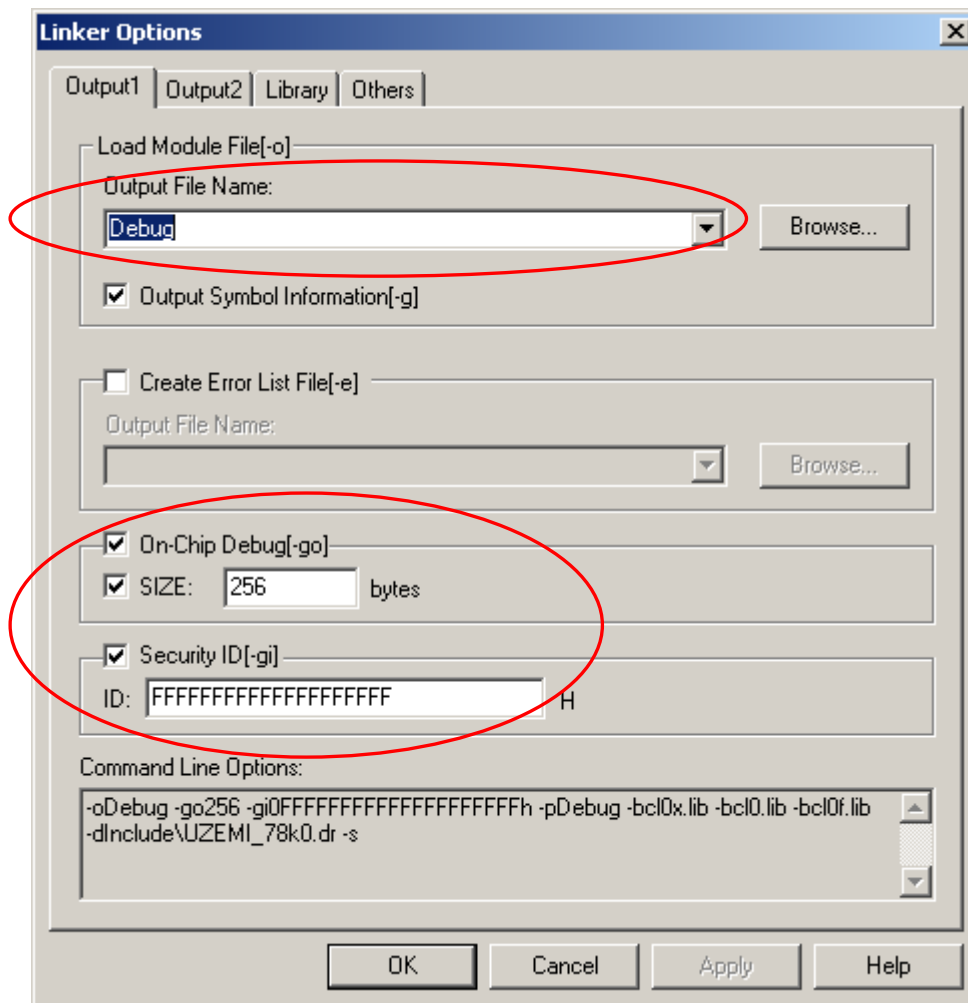 Linker Options
Output1 Output2 Library Others
Load Module File[-o]
Output File Name:
Debug
Browse...
Output Symbol Information[-g]
Create Error List File[-e]
Output File Name:
Browse...
On-Chip Debug[-go]
SIZE: 256 bytes
Security ID[-gi]
ID: FFFFFFFFFFFFFFFFFFFF H
Command Line Options:
-oDebug -go256 -gi0FFFFFFFFFFFFFFFFFFFFh -pDebug -bcl0x.lib -bcl0.lib -bcl0f.lib
-dInclude\UZEMI_78k0.dr -s
OK Cancel Apply Help